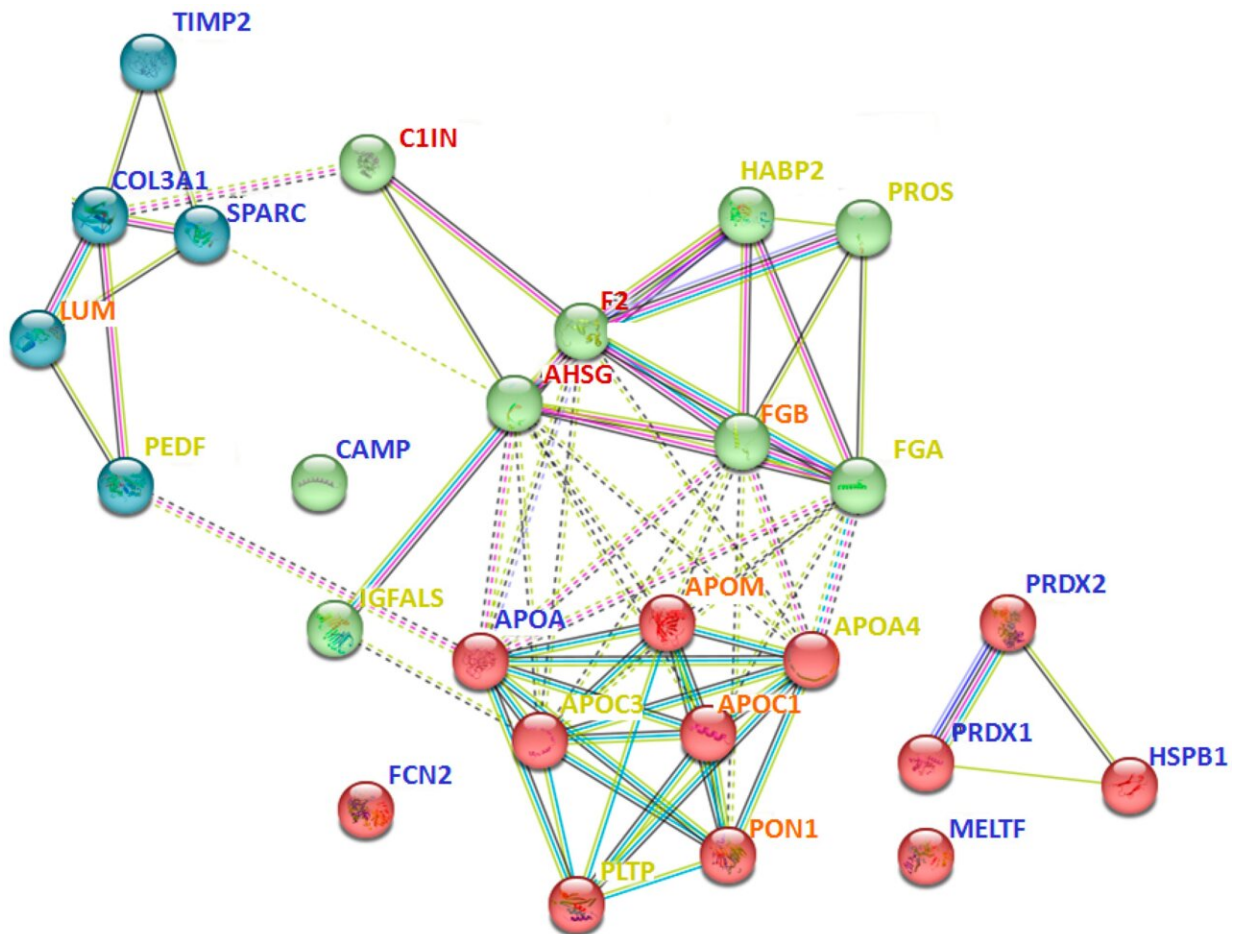 TIMP2
C1IN
HABP2
PROS
COL3A1
SPARC
F2
LUM
AHSG
FGB
FGA
PEDF
CAMP
PRDX2
APOM
IGFALS
APOA
APOA4
APOC3
APOC1
PRDX1
HSPB1
FCN2
PON1
MELTF
PLTP